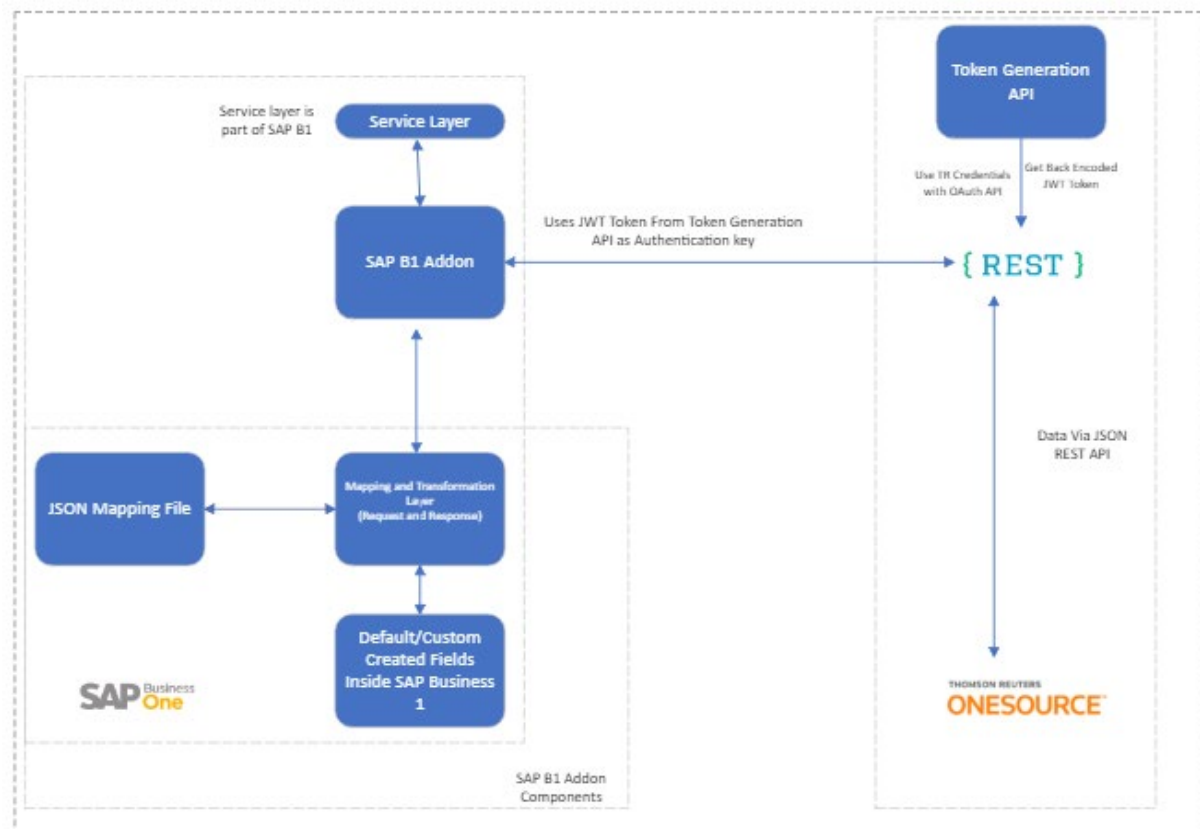 Token Generation
API
Service layer is
part of SAP B1
Service Layer
Use TR Credentials
with OAuth API
Get Back Encoded
JWT Token
Uses JWT Token From Token Generation
API as Authentication key
SAP B1 Addon
{ REST }
Data Via JSON
REST API
JSON Mapping File
Mapping and Transformation
Layer
(Request and Response)
Default/Custom
Created Fields
Inside SAP Business
1
SAP Business
One
THOMSON REUTERS
ONESOURCE™
SAP B1 Addon
Components